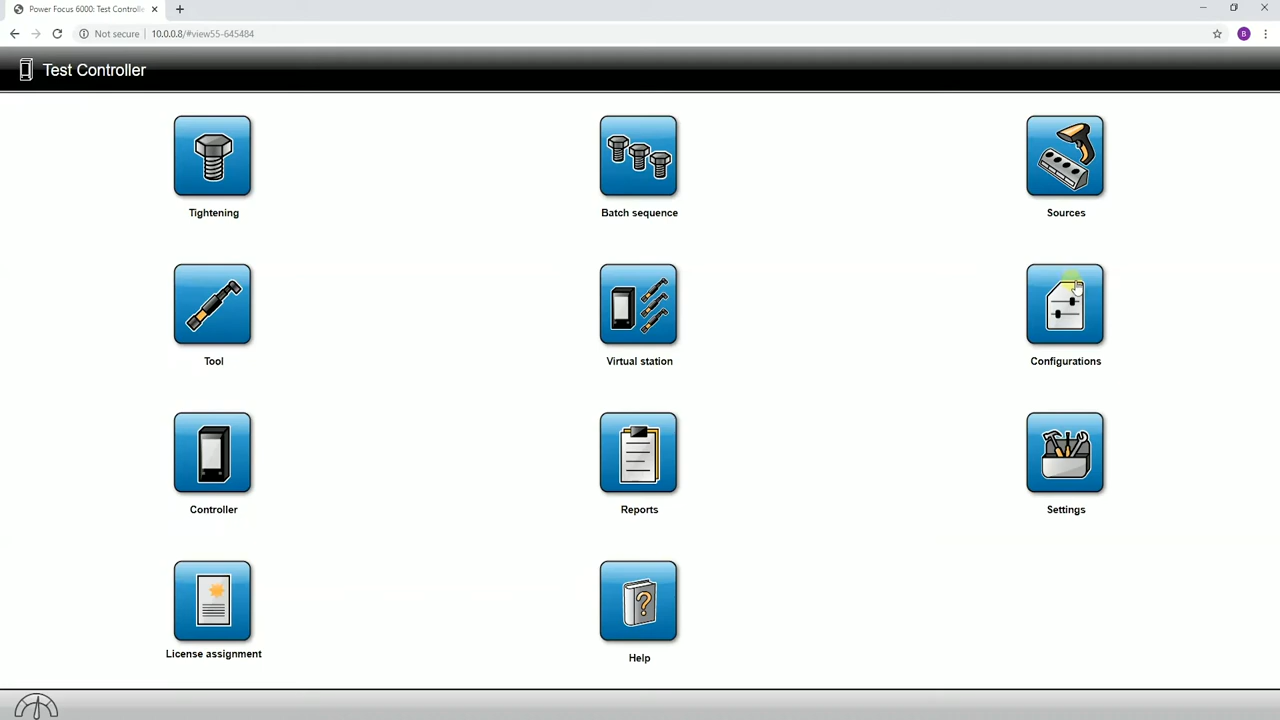 Power Focus 6000: Test Controlle
Not secure
10.0.0.8/#view55-645484
B
Test Controller
Tightening
Batch sequence
Sources
Tool
Virtual station
Configurations
Controller
Reports
Settings
License assignment
?
Help